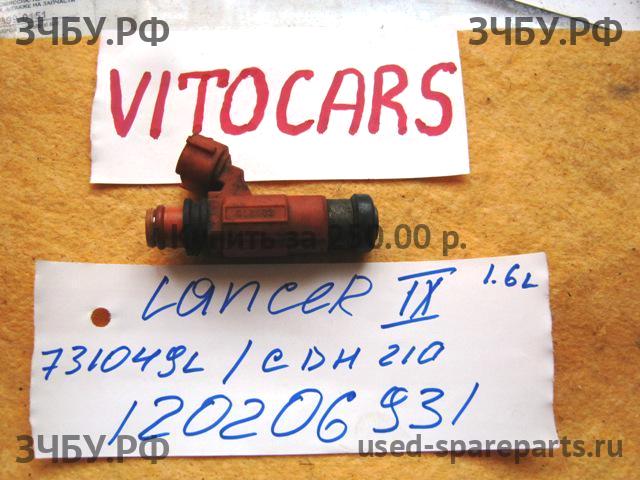 ЗЧБУ.РФ ЗЧБУ.РФ
VITOCARS
Купить за 250.00 р.
LANCER IX 1.6L
731049L / CDH 210
120206931
ЗЧБУ.РФ
used-spareparts.ru